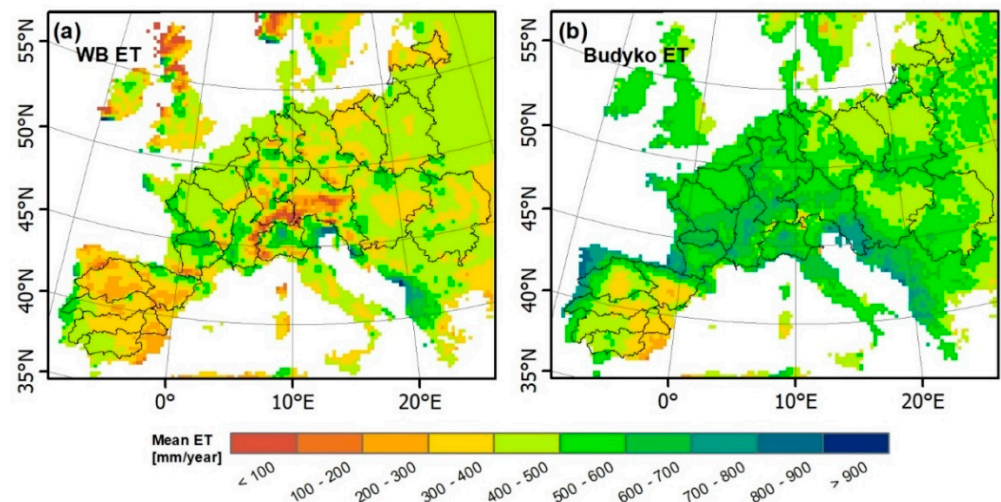 (a)
WB ET
55°N
50°N
45°N
40°N
35°N
0°
10°E
20°E
(b)
Budyko ET
55°N
50°N
45°N
40°N
35°N
0°
10°E
20°E
Mean ET
[mm/year]
< 100
100 - 200
200 - 300
300 - 400
400 - 500
500 - 600
600 - 700
700 - 800
800 - 900
> 900